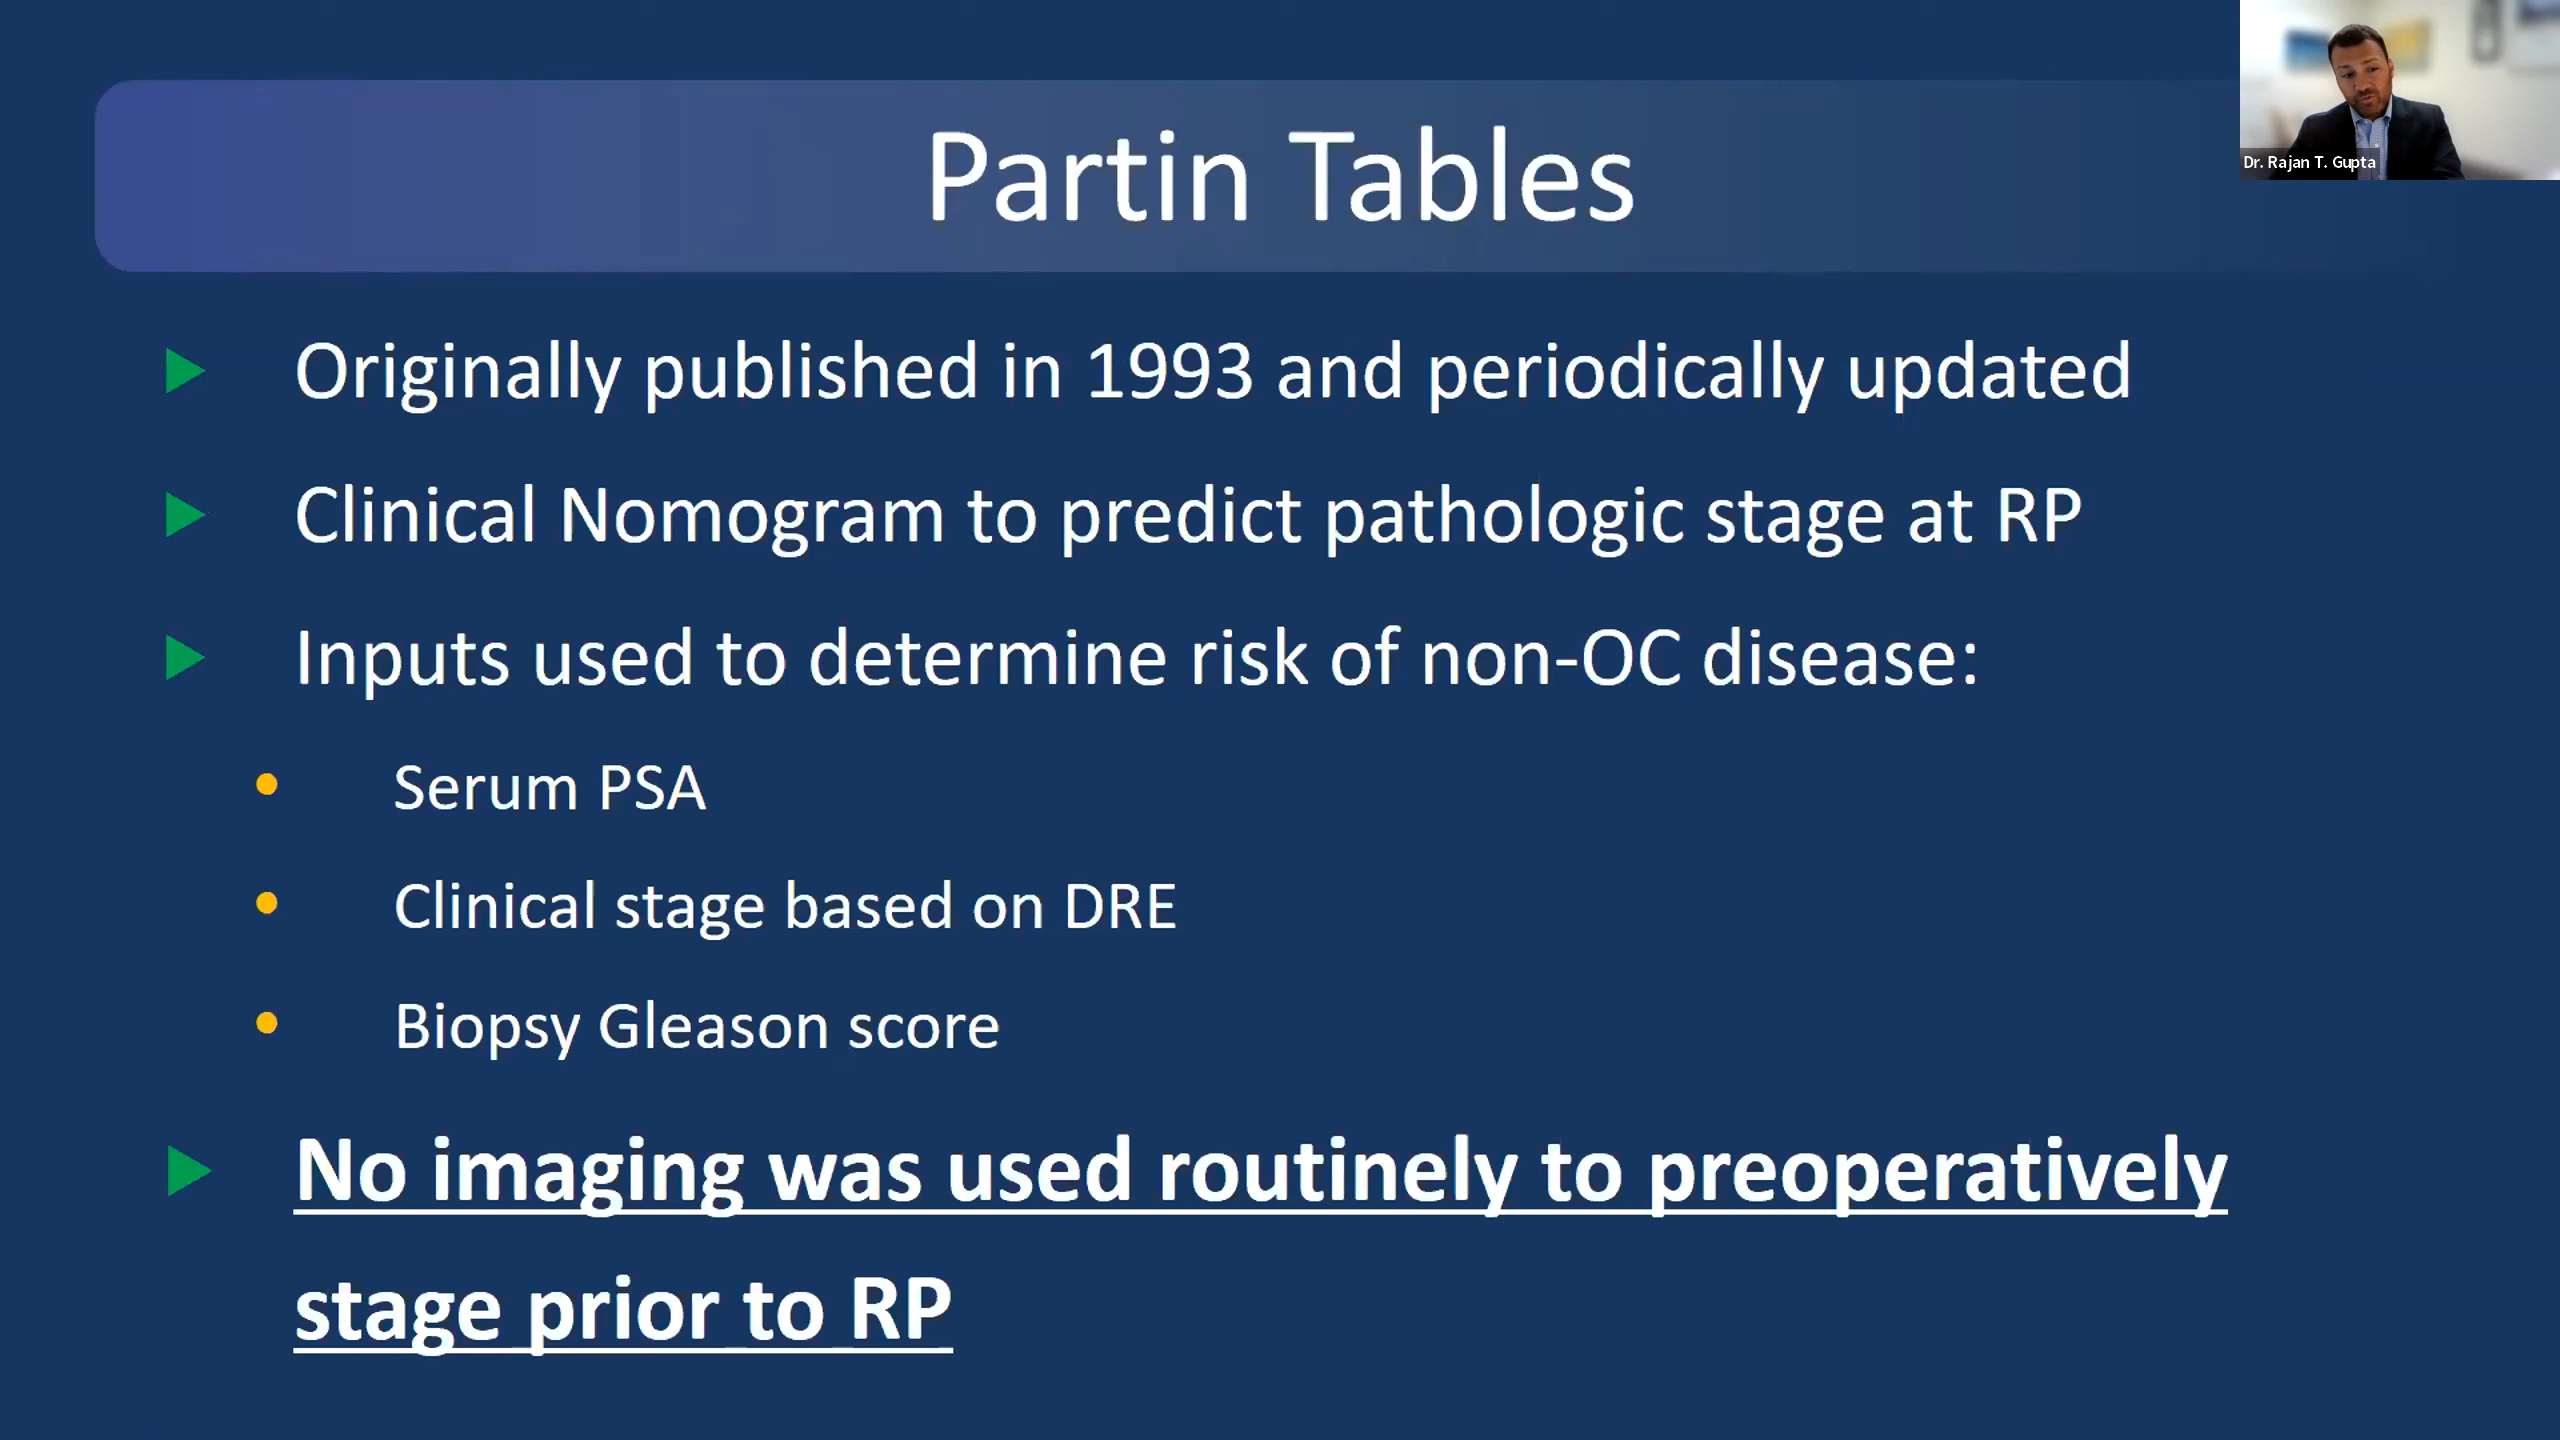 Partin Tables
Dr. Rajan T. Gupta
Originally published in 1993 and periodically updated
Clinical Nomogram to predict pathologic stage at RP
Inputs used to determine risk of non-OC disease:
Serum PSA
Clinical stage based on DRE
Biopsy Gleason score
No imaging was used routinely to preoperatively
stage prior to RP